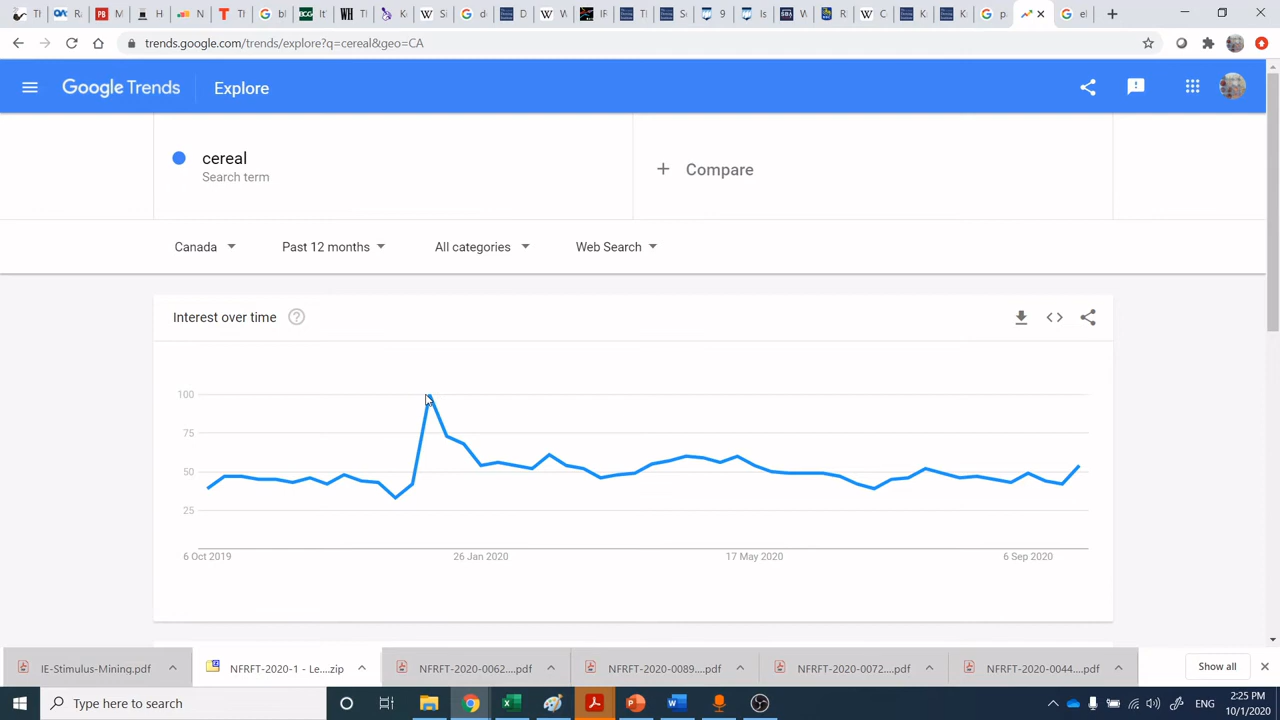 trends.google.com/trends/explore?q=cereal&geo=CA
Google Trends Explore
cereal
Search term
+ Compare
Canada Past 12 months All categories Web Search
Interest over time
100
75
50
25
6 Oct 2019 26 Jan 2020 17 May 2020 6 Sep 2020
IE-Stimulus-Mining.pdf NFRFT-2020-1 - Le....zip NFRFT-2020-0062....pdf NFRFT-2020-0089....pdf NFRFT-2020-0072....pdf NFRFT-2020-0044....pdf Show all
Type here to search
ENG
2:25 PM
10/1/2020